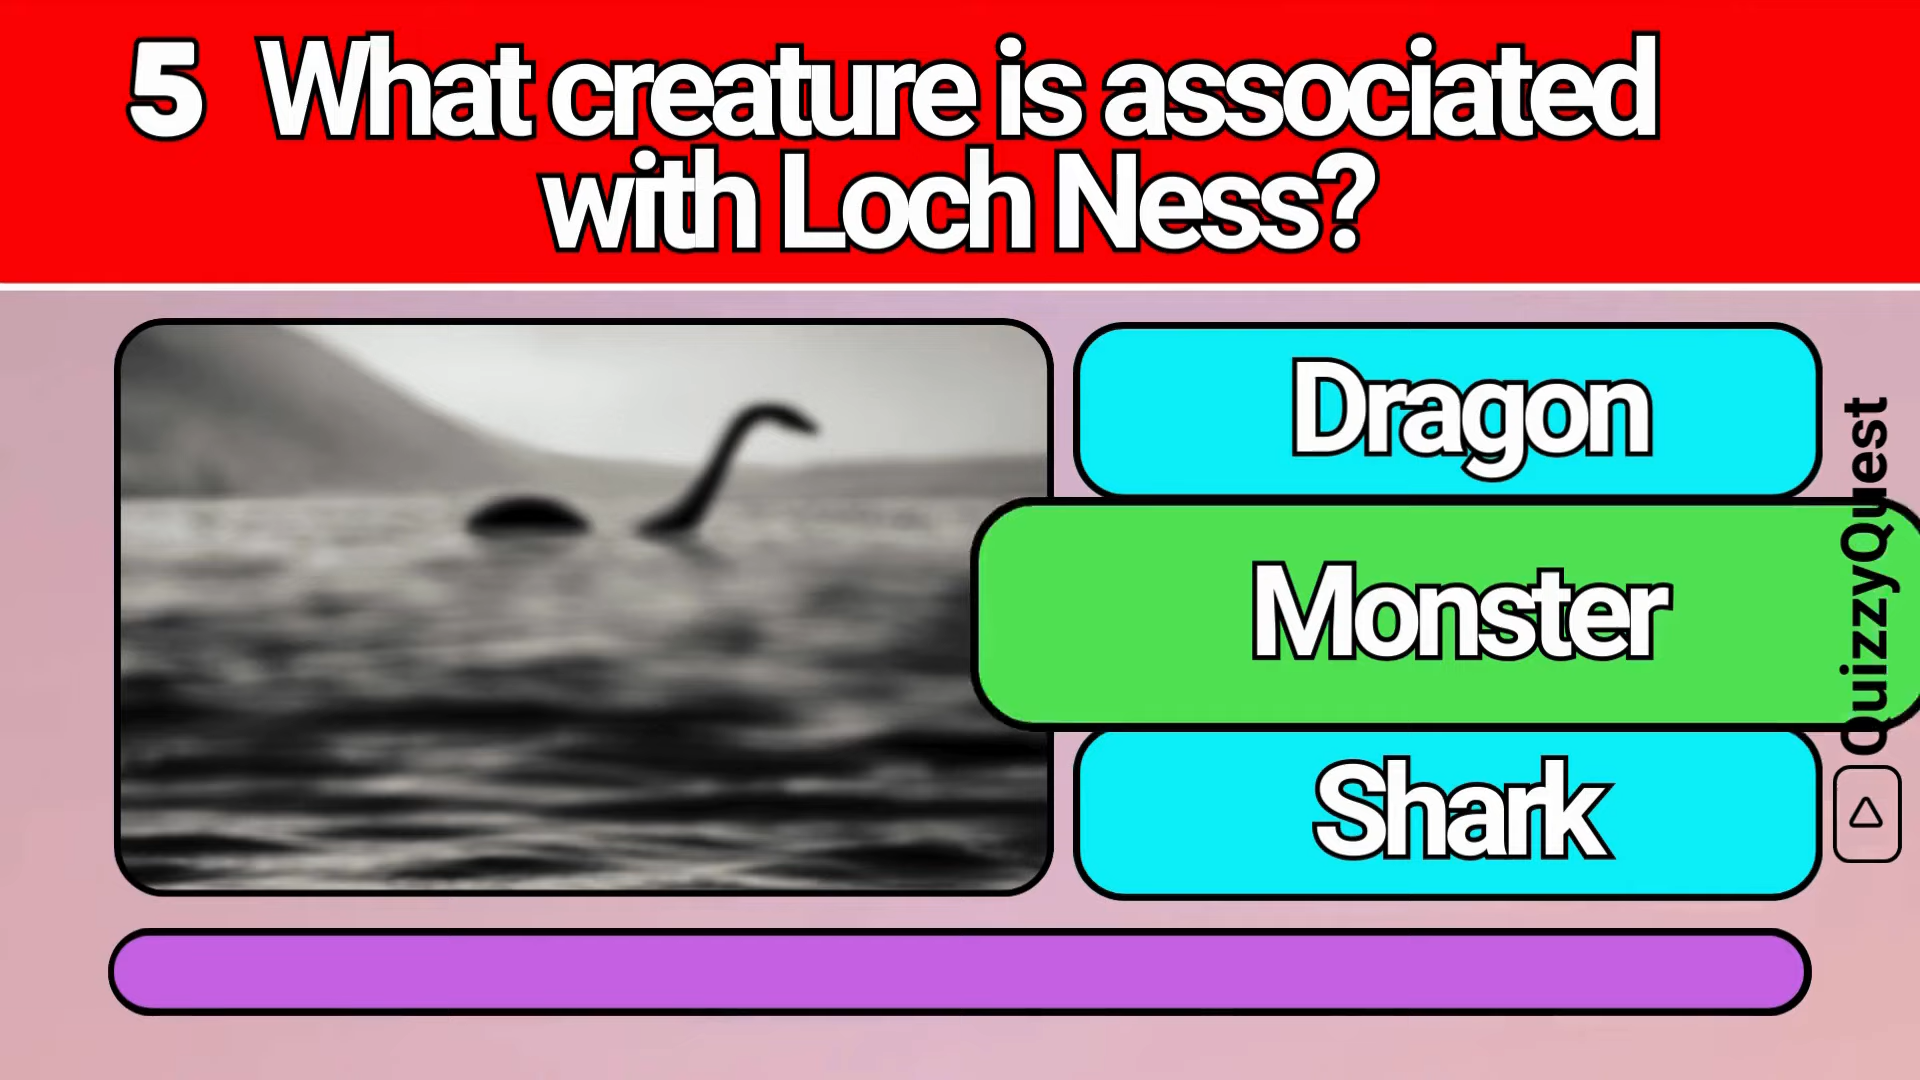 5 What creature is associated
with Loch Ness?
Dragon
Monster
Shark
QuizzyQuest